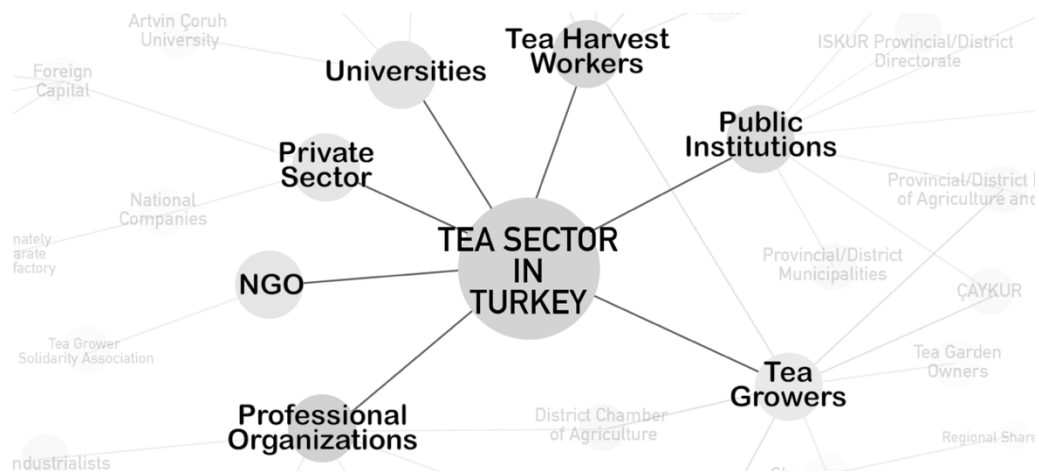 Artvin Çoruh
University
Tea Harvest
Workers
ISKUR Provincial/District
Directorate
Universities
Foreign
Capital
Public
Institutions
Private
Sector
Provincial/District
of Agriculture and
National
Companies
TEA SECTOR
IN
TURKEY
Provincial/District
Municipalities
NGO
ÇAYKUR
factory
Tea Grower
Solidarity Association
Tea Garden
Owners
Tea
Growers
Professional
Organizations
District Chamber
of Agriculture
Regional Share
ndustrialists